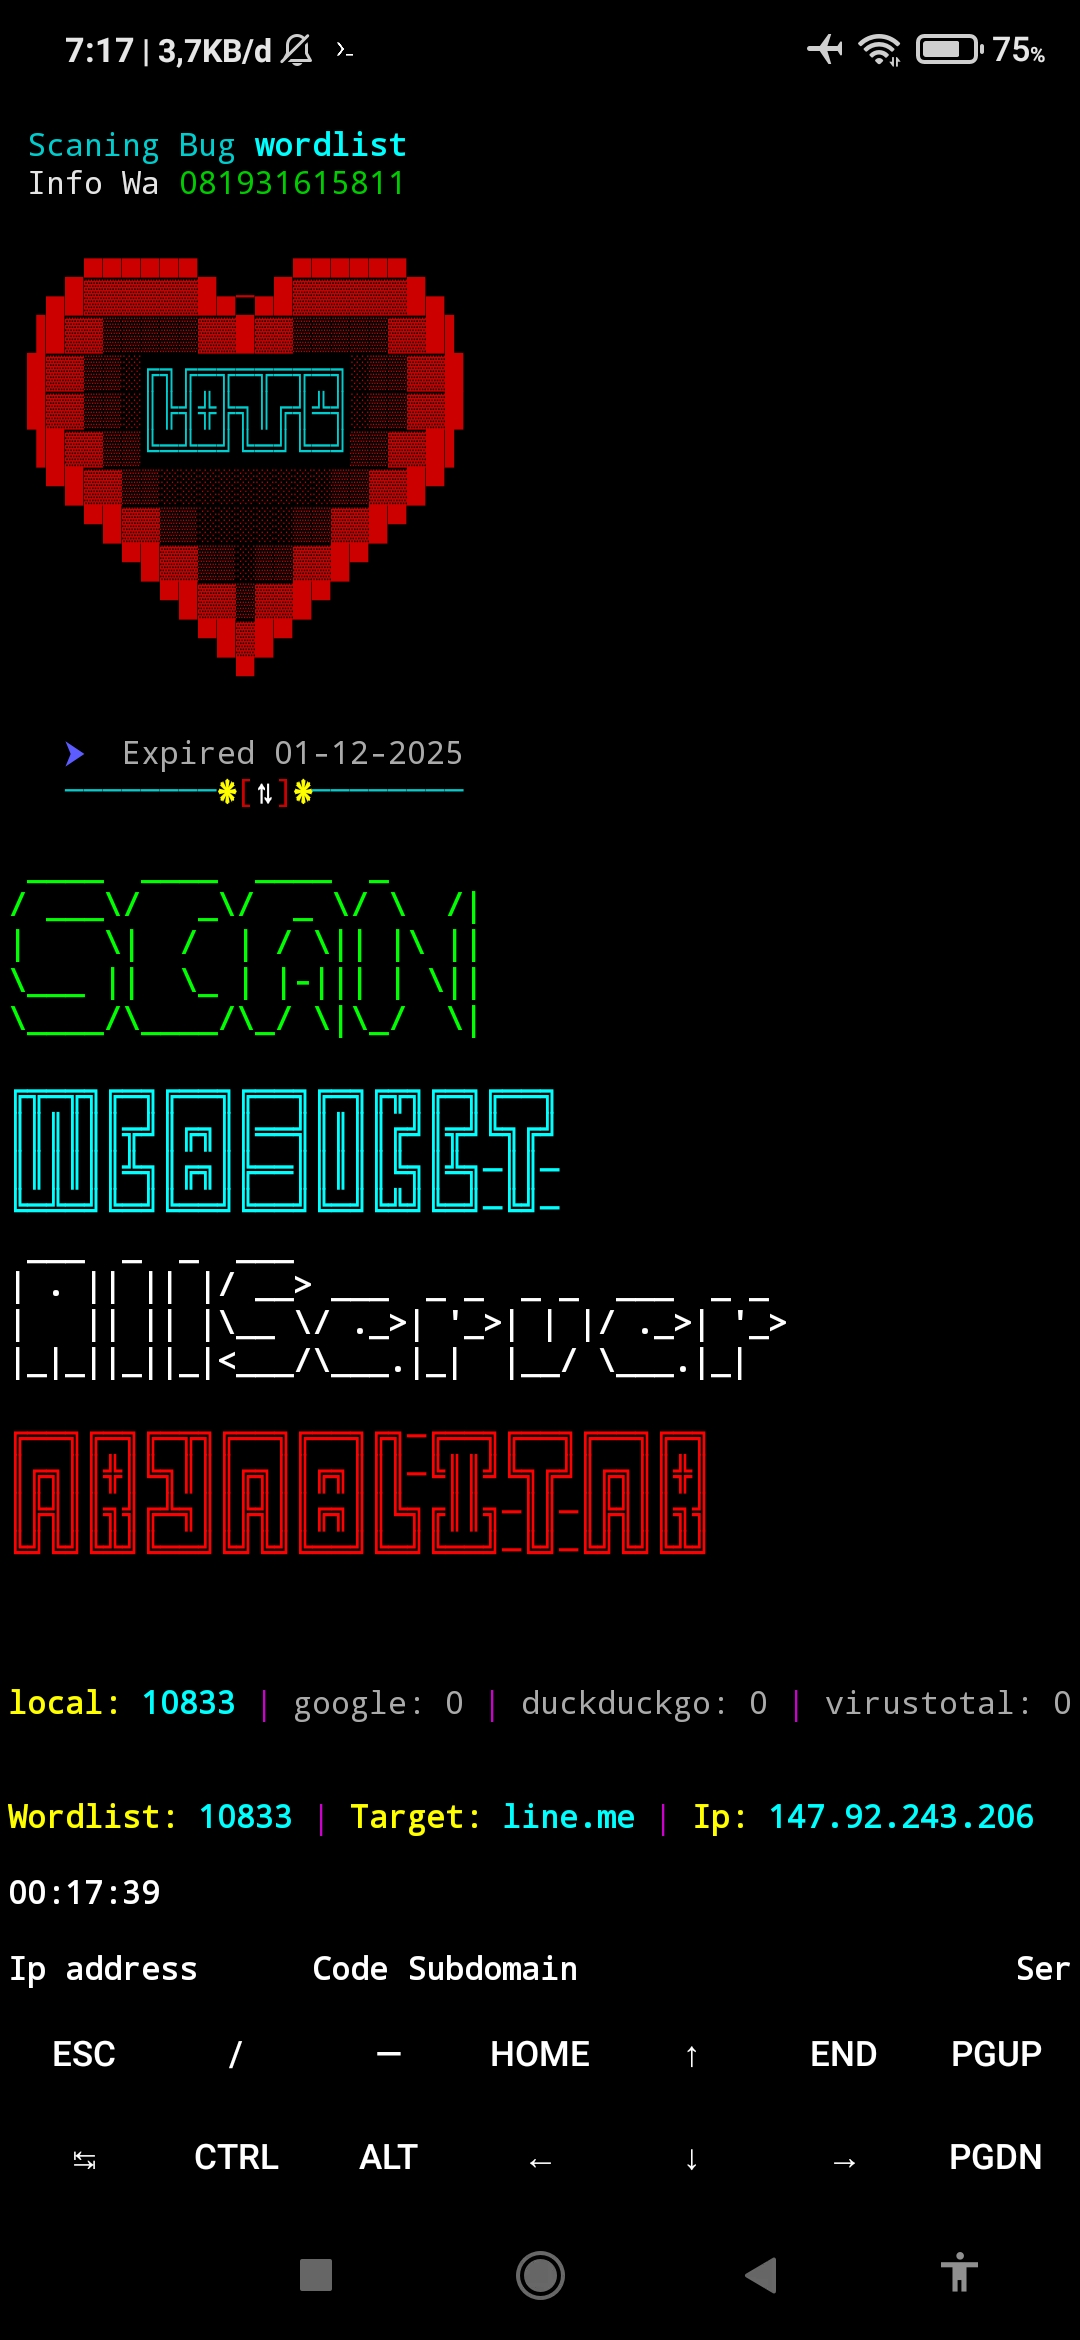 7:17 | 3,7KB/d 75%
Scaning Bug wordlist
Info Wa 081931615811
Expired 01-12-2025
*[⇅]*
SCAN
AllServer
local: 10833 | google: 0 | duckduckgo: 0 | virustotal: 0
Wordlist: 10833 | Target: line.me | Ip: 147.92.243.206
00:17:39
Ip address Code Subdomain Ser
ESC / — HOME ↑ END PGUP
↹ CTRL ALT ← ↓ → PGDN